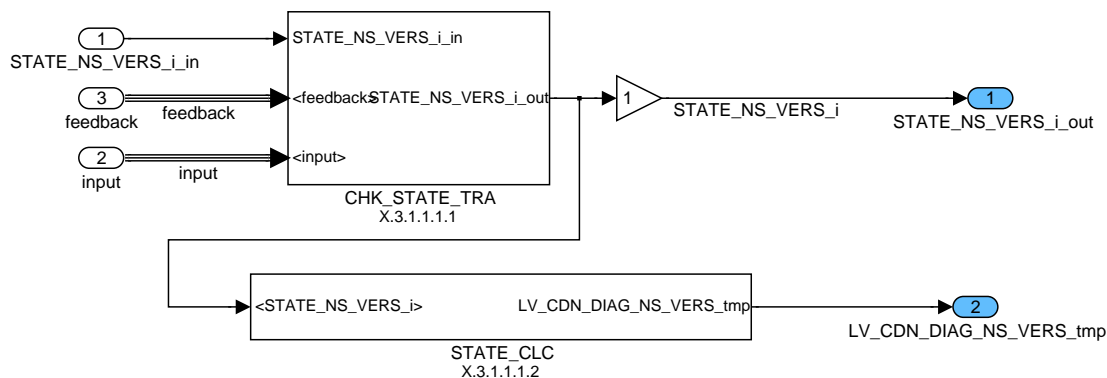 1
STATE_NS_VERS_i_in
3
feedback
feedback
2
input
input
STATE_NS_VERS_i_in
<feedback>
STATE_NS_VERS_i_out
<input>
CHK_STATE_TRA
X.3.1.1.1.1
1
STATE_NS_VERS_i
1
STATE_NS_VERS_i_out
<STATE_NS_VERS_i>
LV_CDN_DIAG_NS_VERS_tmp
STATE_CLC
X.3.1.1.1.2
2
LV_CDN_DIAG_NS_VERS_tmp